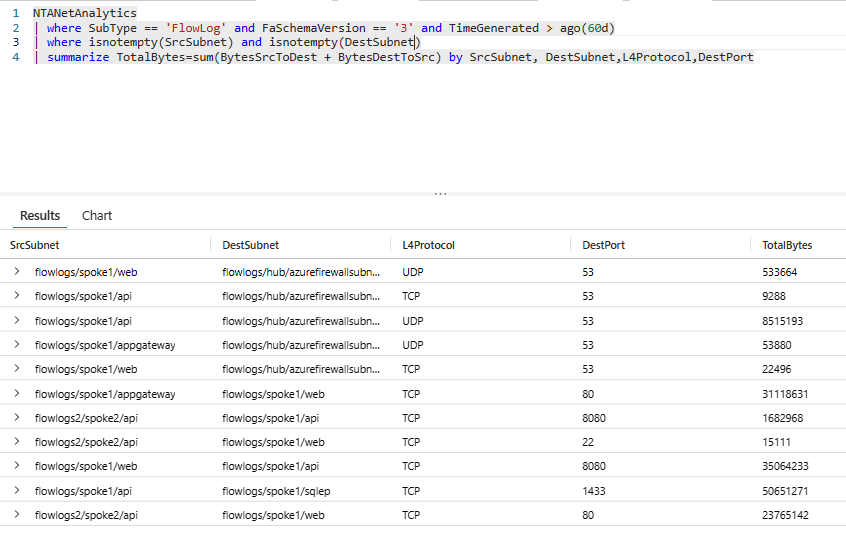 1 NTANetAnalytics
2 | where SubType == 'FlowLog' and FaSchemaVersion == '3' and TimeGenerated > ago(60d)
3 | where isnotempty(SrcSubnet) and isnotempty(DestSubnet)
4 | summarize TotalBytes=sum(BytesSrcToDest + BytesDestToSrc) by SrcSubnet, DestSubnet,L4Protocol,DestPort
...
Results Chart
SrcSubnet DestSubnet L4Protocol DestPort TotalBytes
> flowlogs/spoke1/web flowlogs/hub/azurefirewallsubn... UDP 53 533664
> flowlogs/spoke1/api flowlogs/hub/azurefirewallsubn... TCP 53 9288
> flowlogs/spoke1/api flowlogs/hub/azurefirewallsubn... UDP 53 8515193
> flowlogs/spoke1/appgateway flowlogs/hub/azurefirewallsubn... UDP 53 53880
> flowlogs/spoke1/web flowlogs/hub/azurefirewallsubn... TCP 53 22496
> flowlogs/spoke1/appgateway flowlogs/spoke1/web TCP 80 31118631
> flowlogs2/spoke2/api flowlogs/spoke1/api TCP 8080 1682968
> flowlogs2/spoke2/api flowlogs/spoke1/web TCP 22 15111
> flowlogs/spoke1/web flowlogs/spoke1/api TCP 8080 35064233
> flowlogs/spoke1/api flowlogs/spoke1/sqlep TCP 1433 50651271
> flowlogs2/spoke2/api flowlogs/spoke1/web TCP 80 23765142